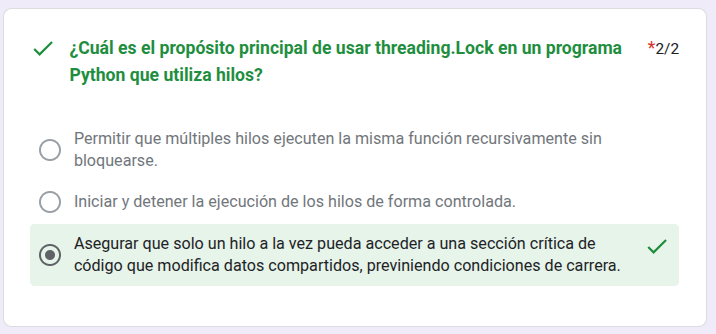 ¿Cuál es el propósito principal de usar threading.Lock en un programa *2/2
Python que utiliza hilos?
Permitir que múltiples hilos ejecuten la misma función recursivamente sin
bloquearse.
Iniciar y detener la ejecución de los hilos de forma controlada.
Asegurar que solo un hilo a la vez pueda acceder a una sección crítica de
código que modifica datos compartidos, previniendo condiciones de carrera.